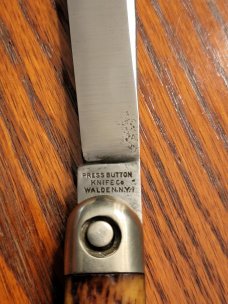 PRESS BUTTON
KNIFE Co
WALDEN.N.Y.